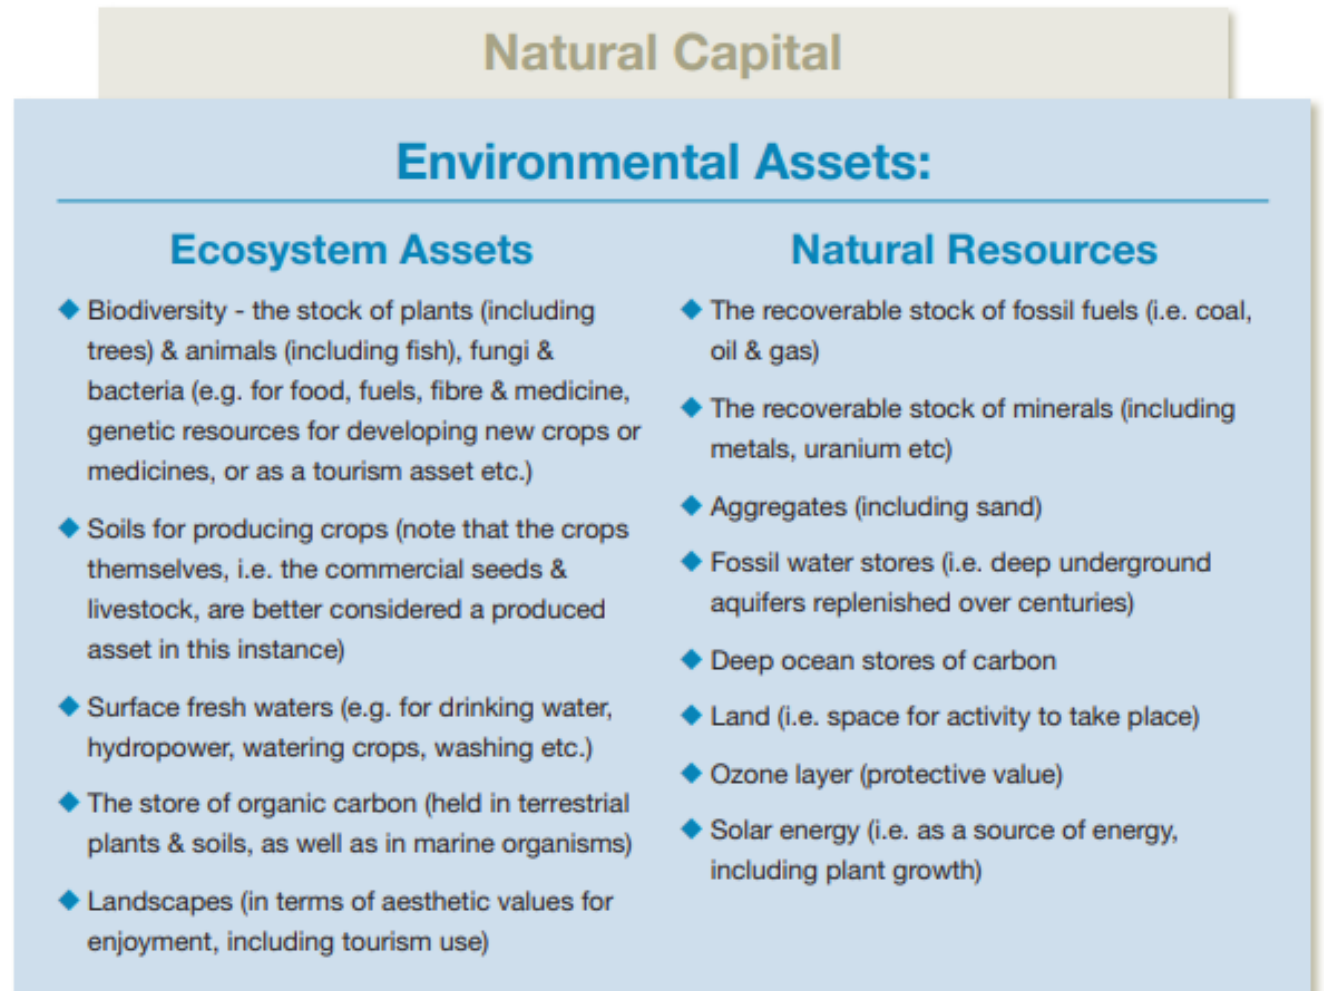 Natural Capital
Environmental Assets:
Ecosystem Assets
◆ Biodiversity - the stock of plants (including
trees) & animals (including fish), fungi &
bacteria (e.g. for food, fuels, fibre & medicine,
genetic resources for developing new crops or
medicines, or as a tourism asset etc.)
◆ Soils for producing crops (note that the crops
themselves, i.e. the commercial seeds &
livestock, are better considered a produced
asset in this instance)
◆ Surface fresh waters (e.g. for drinking water,
hydropower, watering crops, washing etc.)
◆ The store of organic carbon (held in terrestrial
plants & soils, as well as in marine organisms)
◆ Landscapes (in terms of aesthetic values for
enjoyment, including tourism use)
Natural Resources
◆ The recoverable stock of fossil fuels (i.e. coal,
oil & gas)
◆ The recoverable stock of minerals (including
metals, uranium etc)
◆ Aggregates (including sand)
◆ Fossil water stores (i.e. deep underground
aquifers replenished over centuries)
◆ Deep ocean stores of carbon
◆ Land (i.e. space for activity to take place)
◆ Ozone layer (protective value)
◆ Solar energy (i.e. as a source of energy,
including plant growth)